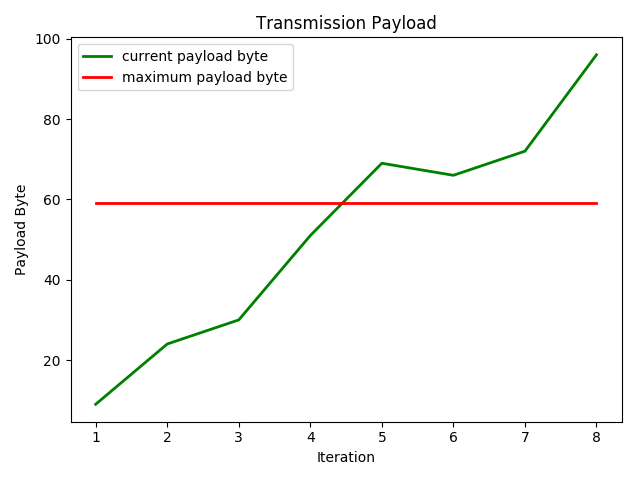 Transmission Payload
current payload byte
maximum payload byte
100
80
60
40
20
Payload Byte
1 2 3 4 5 6 7 8
Iteration